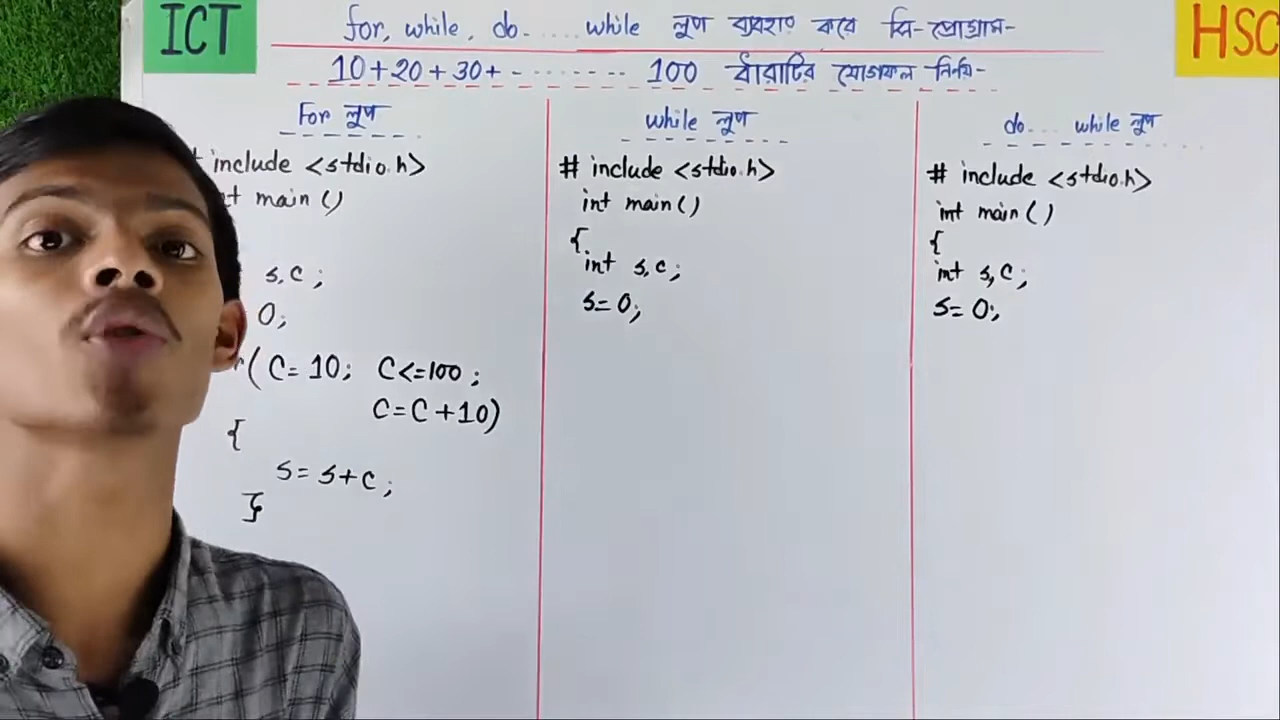 ICT
for, while, do.....while লুপ ব্যবহার করে সি-প্রোগ্রাম-
HSC
10+20+30+-------- 100 ধারাটির যোগফল নির্ণয়-
For লুপ
include <stdio.h>
main ()
s,c ;
0;
( C= 10; C<=100 ;
C=C+10)
{
s= s+c ;
}
while লুপ
# include <stdio.h>
int main()
{
int s,c ;
s= 0;
do... while লুপ
# include <stdio.h>
int main()
{
int s,c ;
s= 0;